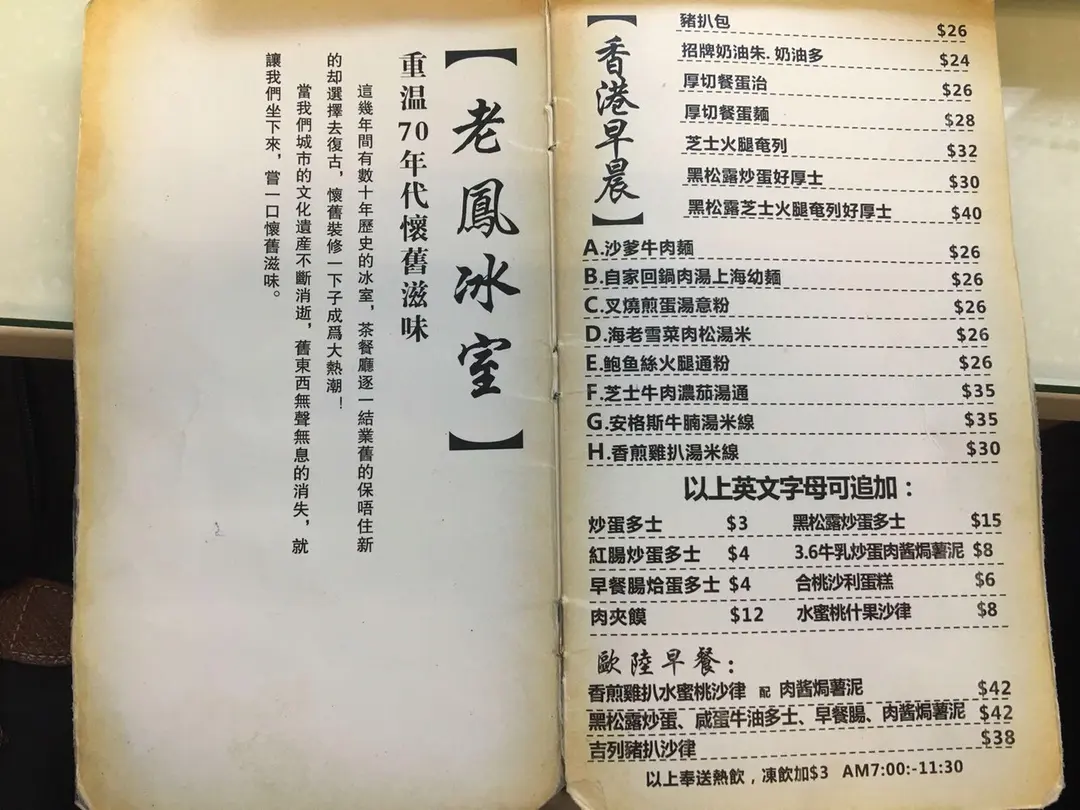 【老鳳冰室】
重温70年代懷舊滋味
這幾年間有數十年歷史的冰室，茶餐廳逐一結業舊的保唔住新
的却選擇去復古，懷舊裝修一下子成爲大熱潮！
當我們城市的文化遺産不斷消逝，舊東西無聲無息的消失，就
讓我們坐下來，嘗一口懷舊滋味。
【香港早晨】
豬扒包 $26
招牌奶油朱. 奶油多 $24
厚切餐蛋治 $26
厚切餐蛋麵 $28
芝士火腿奄列 $32
黑松露炒蛋好厚士 $30
黑松露芝士火腿奄列好厚士 $40
A.沙爹牛肉麵 $26
B.自家回鍋肉湯上海幼麵 $26
C.叉燒煎蛋湯意粉 $26
D.海老雪菜肉松湯米 $26
E.鲍鱼絲火腿通粉 $26
F.芝士牛肉濃茄湯通 $35
G.安格斯牛腩湯米線 $35
H.香煎雞扒湯米線 $30
以上英文字母可追加：
炒蛋多士 $3 黑松露炒蛋多士 $15
紅腸炒蛋多士 $4 3.6牛乳炒蛋肉酱焗薯泥 $8
早餐腸烚蛋多士 $4 合桃沙利蛋糕 $6
肉夾饃 $12 水蜜桃什果沙律 $8
歐陸早餐：
香煎雞扒水蜜桃沙律 配 肉酱焗薯泥 $42
黑松露炒蛋、咸蛋牛油多士、早餐腸、肉酱焗薯泥 $42
吉列豬扒沙律 $38
以上奉送熱飲，凍飲加$3 AM7:00:-11:30